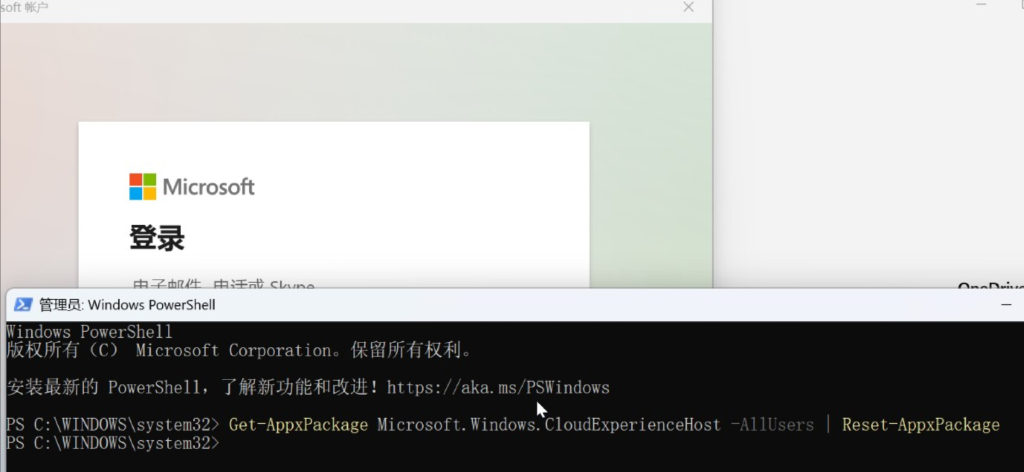 soft 帐户
Microsoft
登录
电子邮件、电话或 Skype
OneDrive
管理员: Windows PowerShell
Windows PowerShell
版权所有（C） Microsoft Corporation。保留所有权利。
安装最新的 PowerShell，了解新功能和改进！https://aka.ms/PSWindows
PS C:\WINDOWS\system32> Get-AppxPackage Microsoft.Windows.CloudExperienceHost -AllUsers | Reset-AppxPackage
PS C:\WINDOWS\system32>